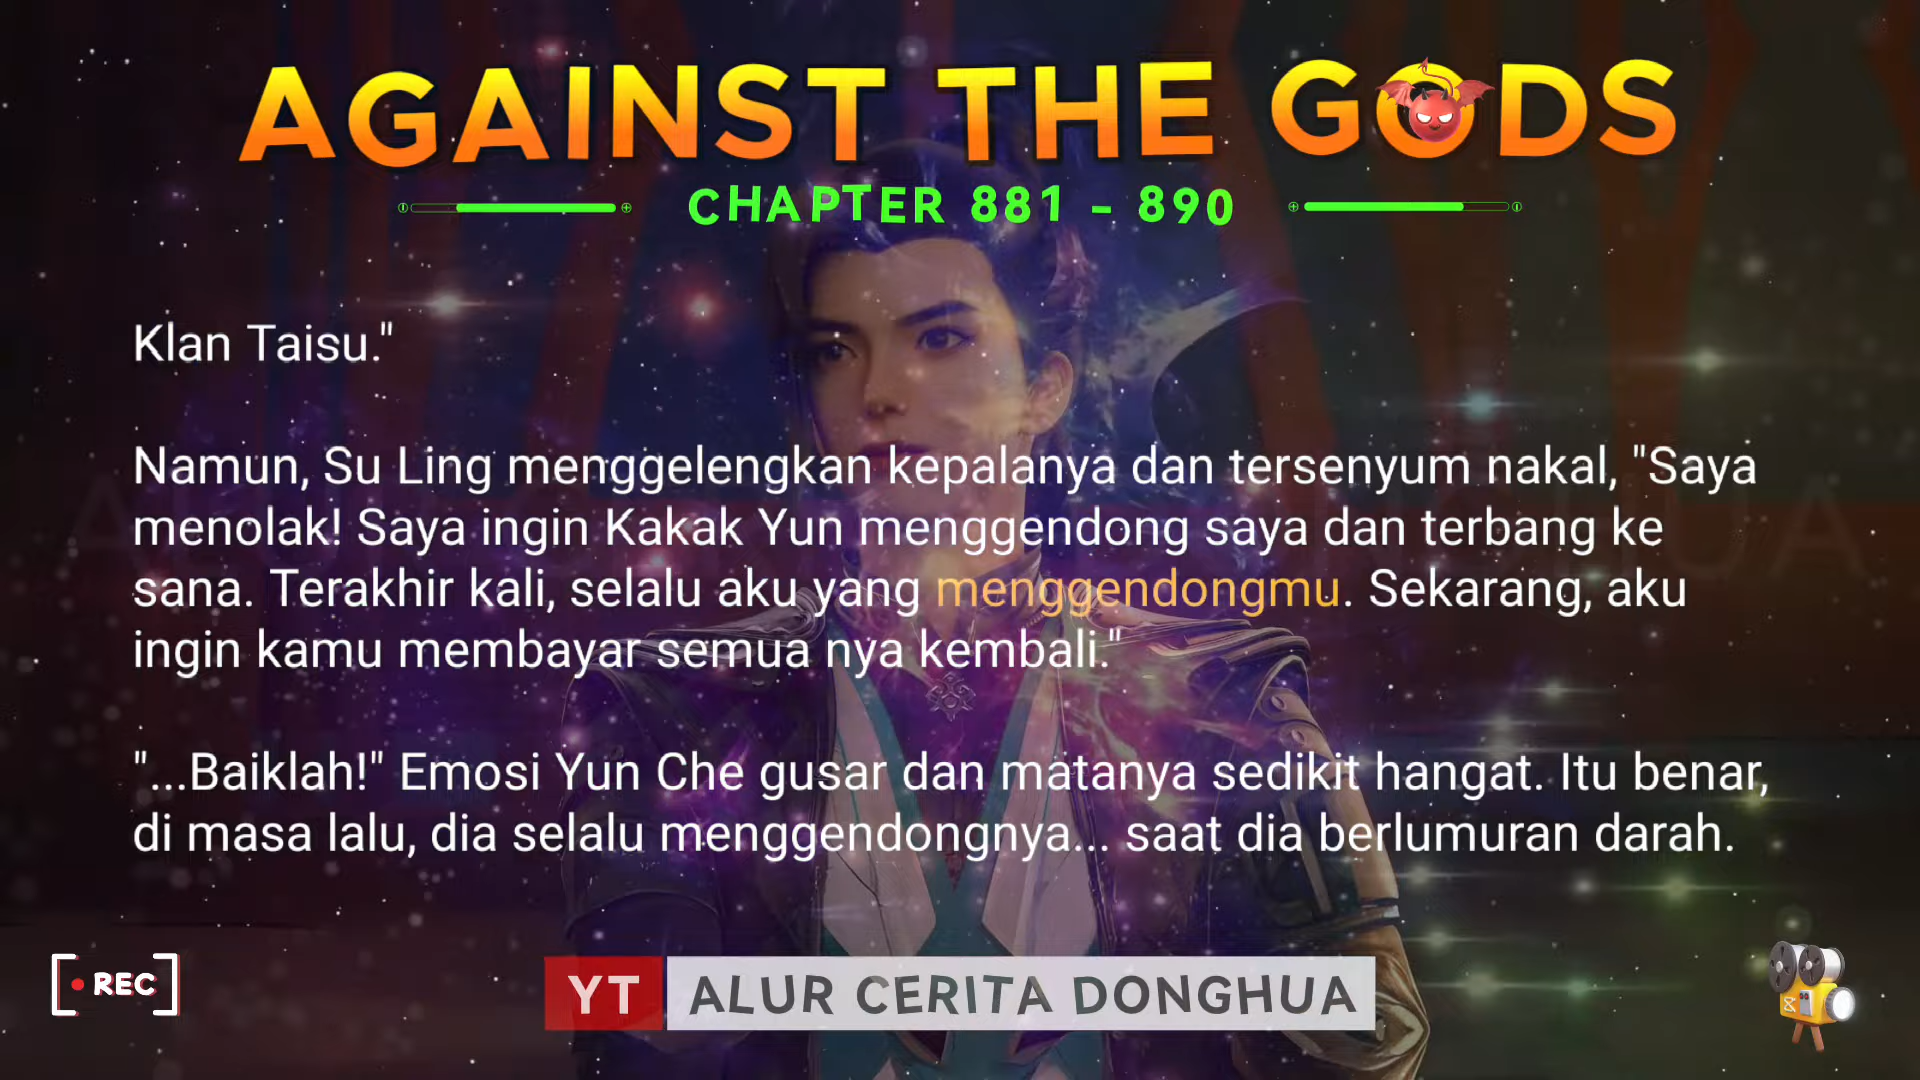 AGAINST THE GODS
CHAPTER 881 - 890
Klan Taisu."
Namun, Su Ling menggelengkan kepalanya dan tersenyum nakal, "Saya
menolak! Saya ingin Kakak Yun menggendong saya dan terbang ke
sana. Terakhir kali, selalu aku yang menggendongmu. Sekarang, aku
ingin kamu membayar semua nya kembali."
"...Baiklah!" Emosi Yun Che gusar dan matanya sedikit hangat. Itu benar,
di masa lalu, dia selalu menggendongnya... saat dia berlumuran darah.
REC
YT ALUR CERITA DONGHUA